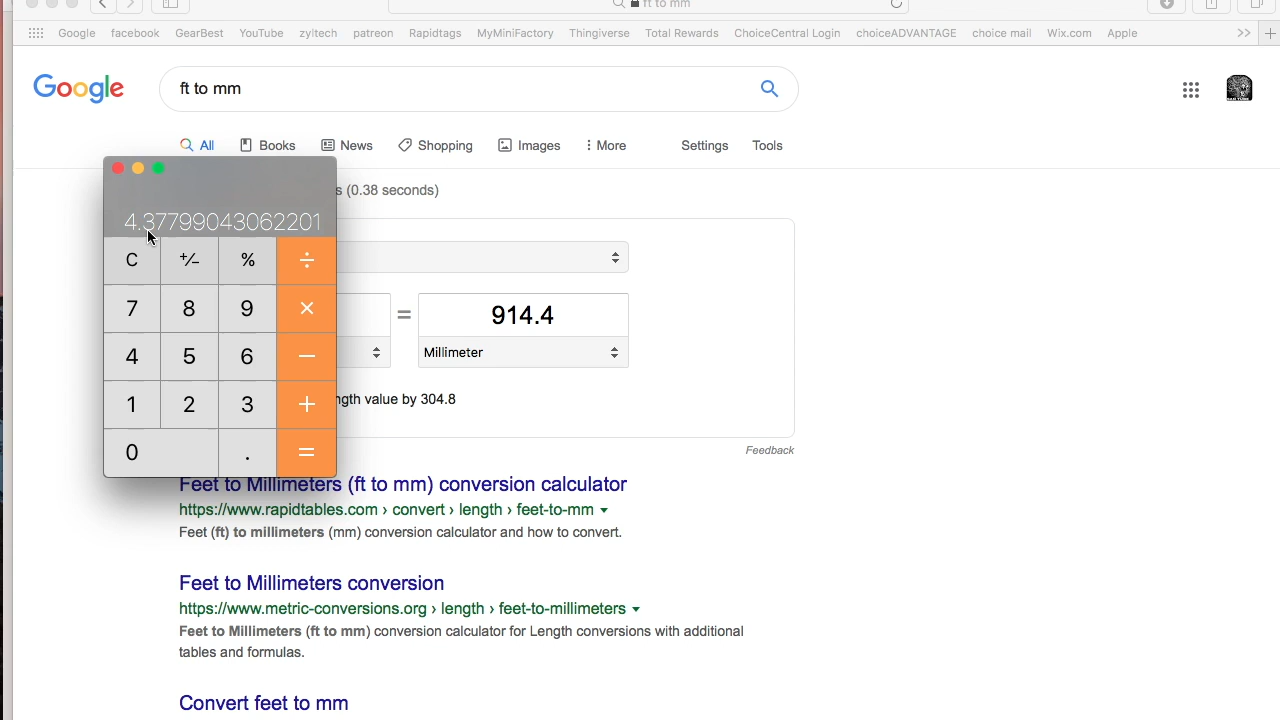 ft to mm
Google facebook GearBest YouTube zyltech patreon Rapidtags MyMiniFactory Thingiverse Total Rewards ChoiceCentral Login choiceADVANTAGE choice mail Wix.com Apple >> +
Google ft to mm
All Books News Shopping Images More Settings Tools
s (0.38 seconds)
4.37799043062201
C +/− % ÷
7 8 9 ×
= 914.4
4 5 6 −
Millimeter
1 2 3 +
ngth value by 304.8
0 . =
Feedback
Feet to Millimeters (ft to mm) conversion calculator
https://www.rapidtables.com › convert › length › feet-to-mm
Feet (ft) to millimeters (mm) conversion calculator and how to convert.
Feet to Millimeters conversion
https://www.metric-conversions.org › length › feet-to-millimeters
Feet to Millimeters (ft to mm) conversion calculator for Length conversions with additional
tables and formulas.
Convert feet to mm